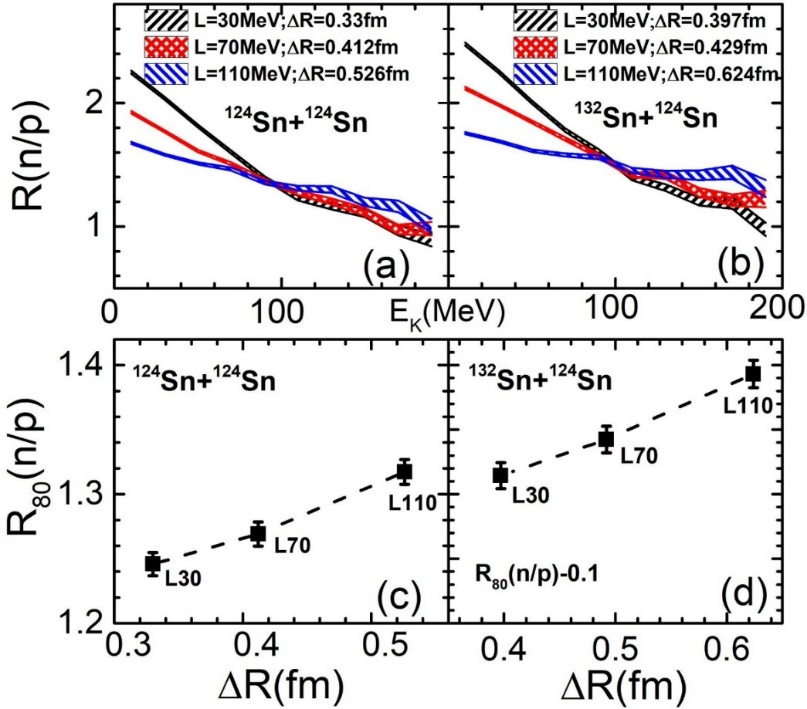 L=30MeV;ΔR=0.33fm
L=70MeV;ΔR=0.412fm
L=110MeV;ΔR=0.526fm
¹²⁴Sn+¹²⁴Sn
(a)
L=30MeV;ΔR=0.397fm
L=70MeV;ΔR=0.429fm
L=110MeV;ΔR=0.624fm
¹³²Sn+¹²⁴Sn
(b)
R(n/p)
2
1
0 100 E_K(MeV) 100 200
1.4
1.3
1.2
R₈₀(n/p)
¹²⁴Sn+¹²⁴Sn
L110
L70
L30
(c)
0.3 0.4 0.5
ΔR(fm)
¹³²Sn+¹²⁴Sn
L110
L70
L30
R₈₀(n/p)-0.1
(d)
0.4 0.5 0.6
ΔR(fm)